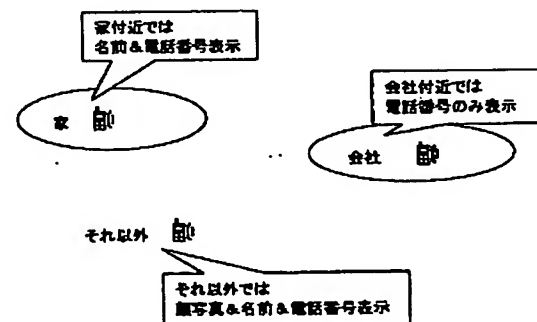 家付近では
名前&電話番号表示
家
会社付近では
電話番号のみ表示
会社
それ以外
それ以外では
顔写真&名前&電話番号表示